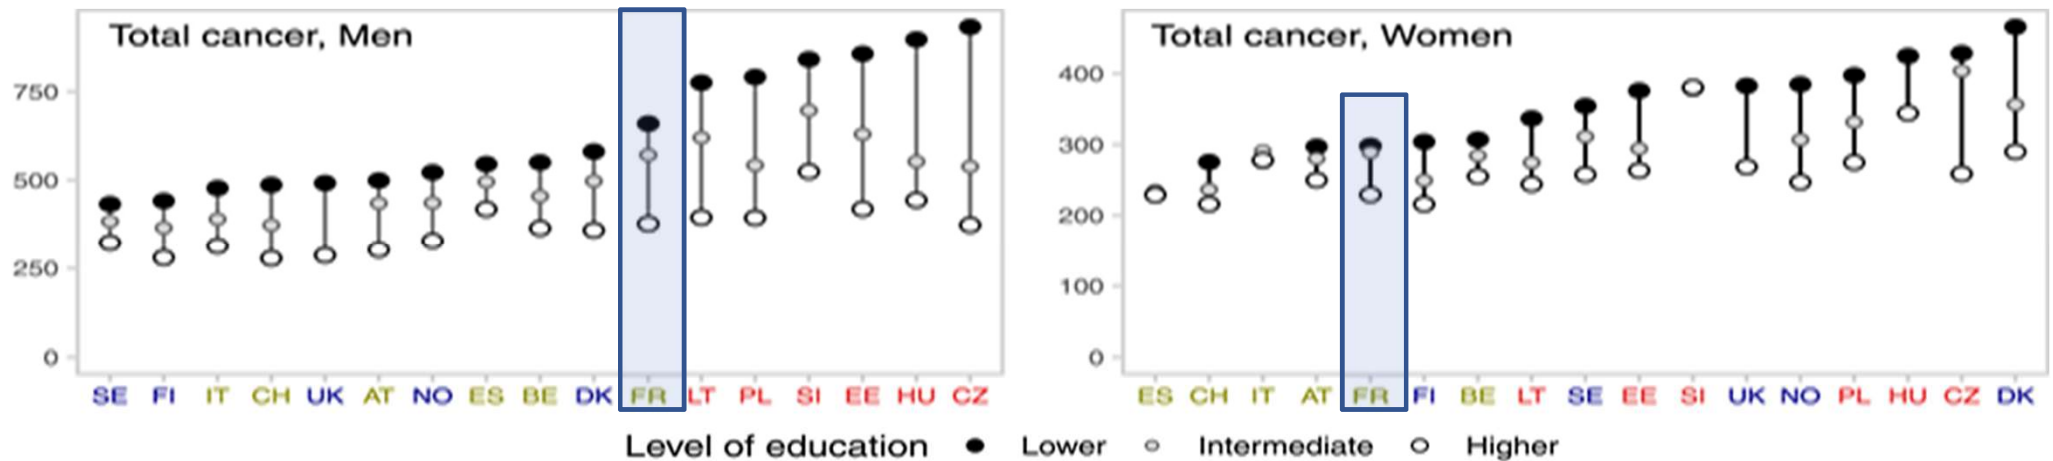 Total cancer, Men
750
500
250
0
SE FI IT CH UK AT NO ES BE DK FR LT PL SI EE HU CZ
Total cancer, Women
400
300
200
100
0
ES CH IT AT FR FI BE LT SE EE SI UK NO PL HU CZ DK
Level of education Lower Intermediate Higher